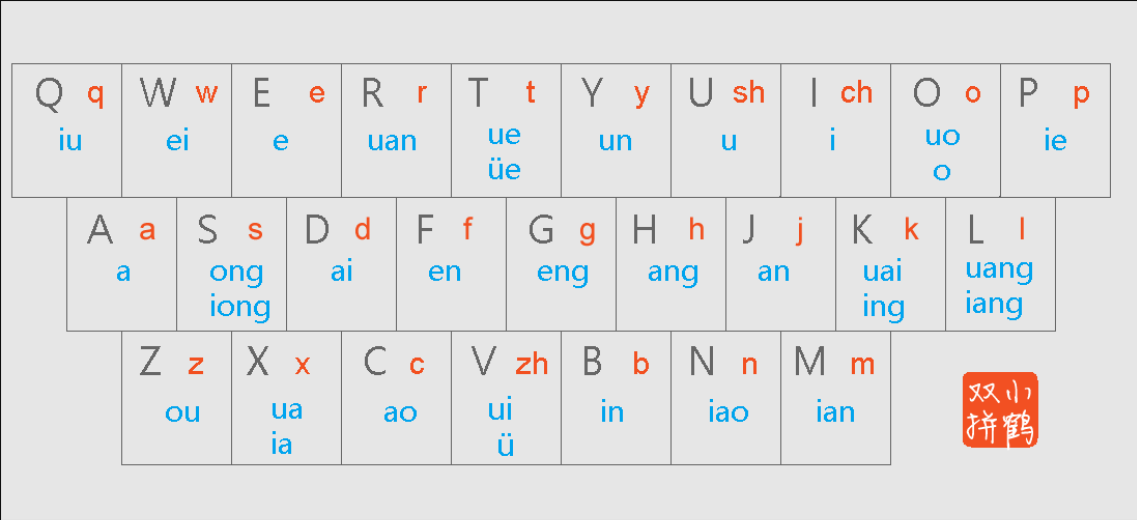 Q q W w E e R r T t Y y U sh I ch O o P p
iu ei e uan ue un u i uo ie
üe o
A a S s D d F f G g H h J j K k L l
a ong ai en eng ang an uai uang
iong ing iang
Z z X x C c V zh B b N n M m
ou ua ao ui in iao ian
ia ü
双小
拼鹤